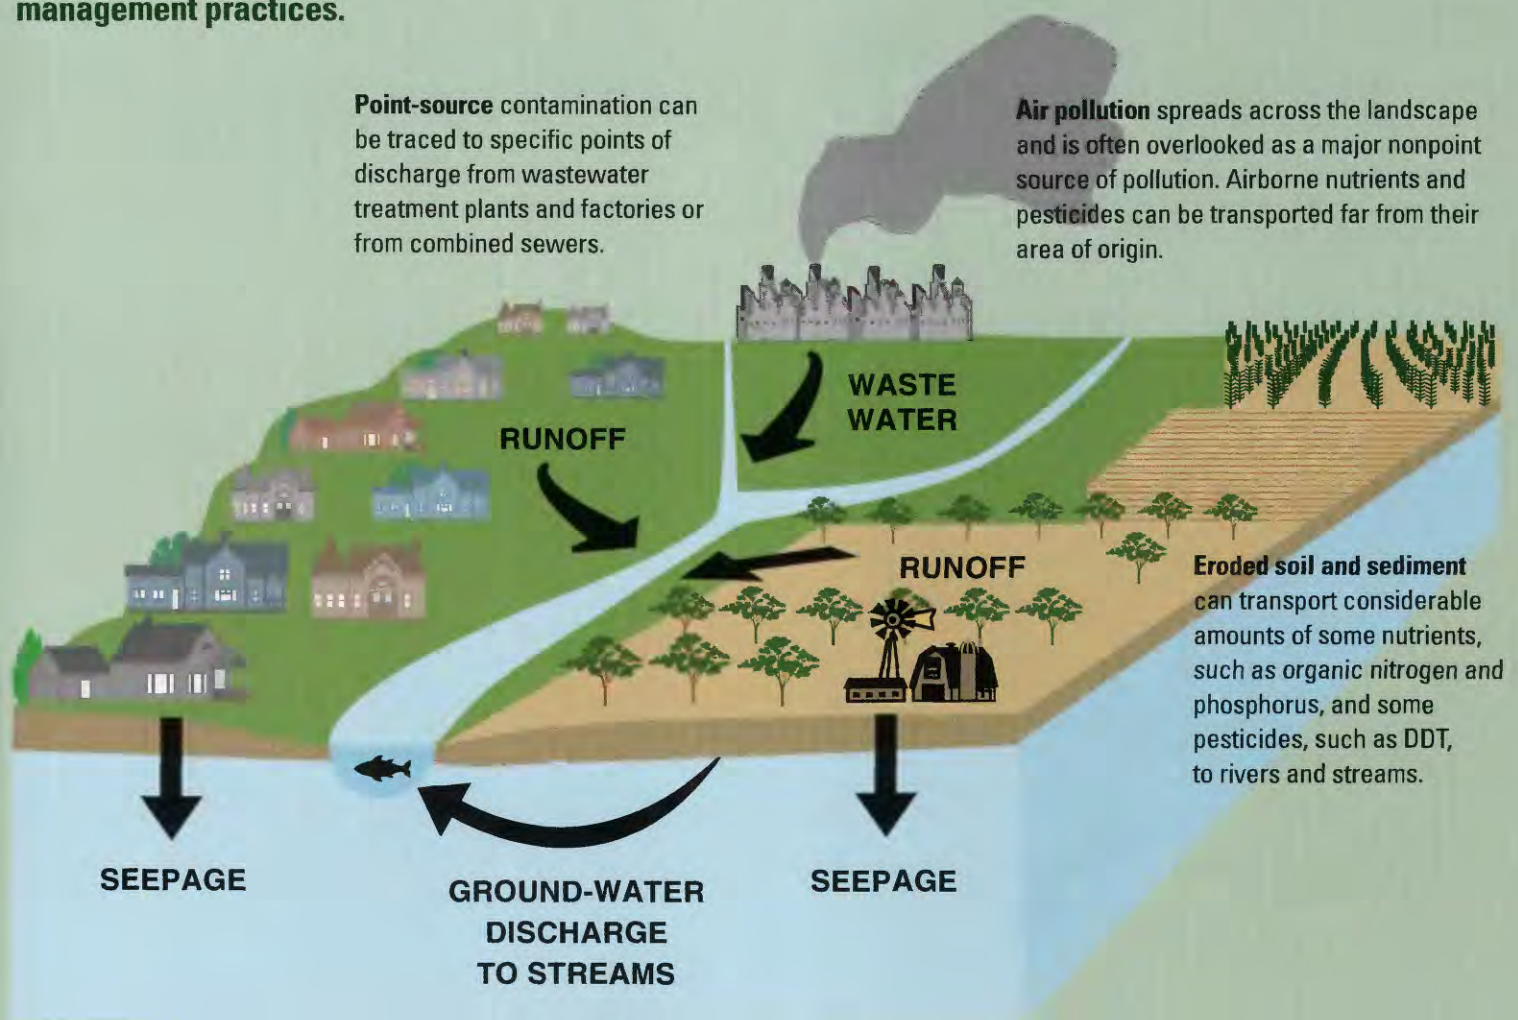 management practices.
Point-source contamination can
be traced to specific points of
discharge from wastewater
treatment plants and factories or
from combined sewers.
Air pollution spreads across the landscape
and is often overlooked as a major nonpoint
source of pollution. Airborne nutrients and
pesticides can be transported far from their
area of origin.
WASTE
WATER
RUNOFF
RUNOFF
Eroded soil and sediment
can transport considerable
amounts of some nutrients,
such as organic nitrogen and
phosphorus, and some
pesticides, such as DDT,
to rivers and streams.
SEEPAGE
GROUND-WATER
DISCHARGE
TO STREAMS
SEEPAGE